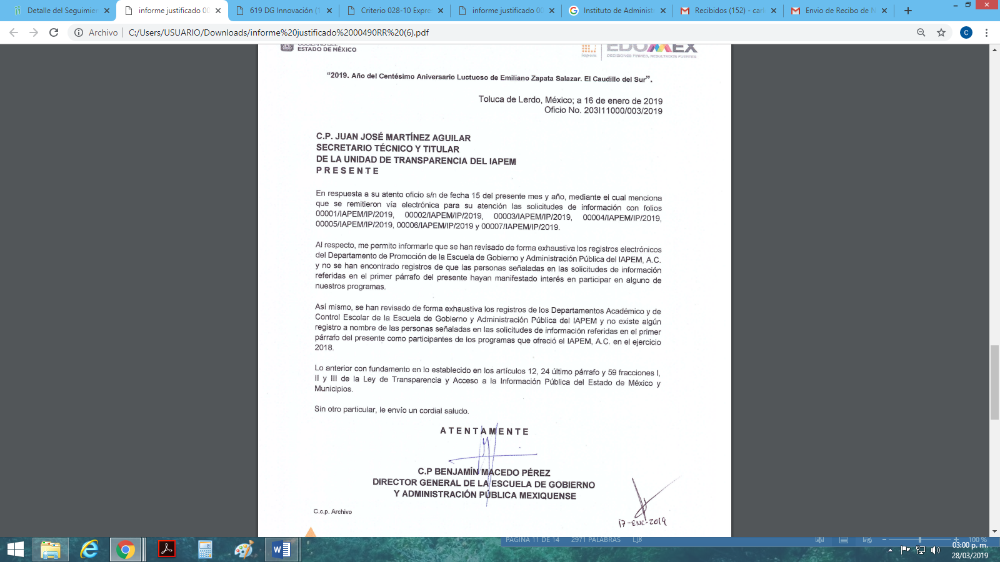 Detalle del Seguimien
informe justificado 00
619 DG Innovación (1
Criterio 028-10 Expre
informe justificado 00
Instituto de Administ
Recibidos (152) - carl
Envio de Recibo de N
Archivo
C:/Users/USUARIO/Downloads/informe%20justificado%2000490RR%20(6).pdf
C
ESTADO DE MÉXICO
iapem
EDOMEX
DECISIONES FIRMES, RESULTADOS FUERTES
“2019. Año del Centésimo Aniversario Luctuoso de Emiliano Zapata Salazar. El Caudillo del Sur”.
Toluca de Lerdo, México; a 16 de enero de 2019
Oficio No. 203I11000/003/2019
C.P. JUAN JOSÉ MARTÍNEZ AGUILAR
SECRETARIO TÉCNICO Y TITULAR
DE LA UNIDAD DE TRANSPARENCIA DEL IAPEM
P R E S E N T E
En respuesta a su atento oficio s/n de fecha 15 del presente mes y año, mediante el cual menciona
que se remitieron vía electrónica para su atención las solicitudes de información con folios
00001/IAPEM/IP/2019, 00002/IAPEM/IP/2019, 00003/IAPEM/IP/2019, 00004/IAPEM/IP/2019,
00005/IAPEM/IP/2019, 00006/IAPEM/IP/2019 y 00007/IAPEM/IP/2019.
Al respecto, me permito informarle que se han revisado de forma exhaustiva los registros electrónicos
del Departamento de Promoción de la Escuela de Gobierno y Administración Pública del IAPEM, A.C.
y no se han encontrado registros de que las personas señaladas en las solicitudes de información
referidas en el primer párrafo del presente hayan manifestado interés en participar en alguno de
nuestros programas.
Así mismo, se han revisado de forma exhaustiva los registros de los Departamentos Académico y de
Control Escolar de la Escuela de Gobierno y Administración Pública del IAPEM y no existe algún
registro a nombre de las personas señaladas en las solicitudes de información referidas en el primer
párrafo del presente como participantes de los programas que ofreció el IAPEM, A.C. en el ejercicio
2018.
Lo anterior con fundamento en lo establecido en los artículos 12, 24 último párrafo y 59 fracciones I,
II y III de la Ley de Transparencia y Acceso a la Información Pública del Estado de México y
Municipios.
Sin otro particular, le envío un cordial saludo.
A T E N T A M E N T E
C.P BENJAMÍN MACEDO PÉREZ
DIRECTOR GENERAL DE LA ESCUELA DE GOBIERNO
Y ADMINISTRACIÓN PÚBLICA MEXIQUENSE
17-ENC-2019
C.c.p. Archivo
PÁGINA 11 DE 14 2971 PALABRAS
100 %
03:00 p. m.
28/03/2019